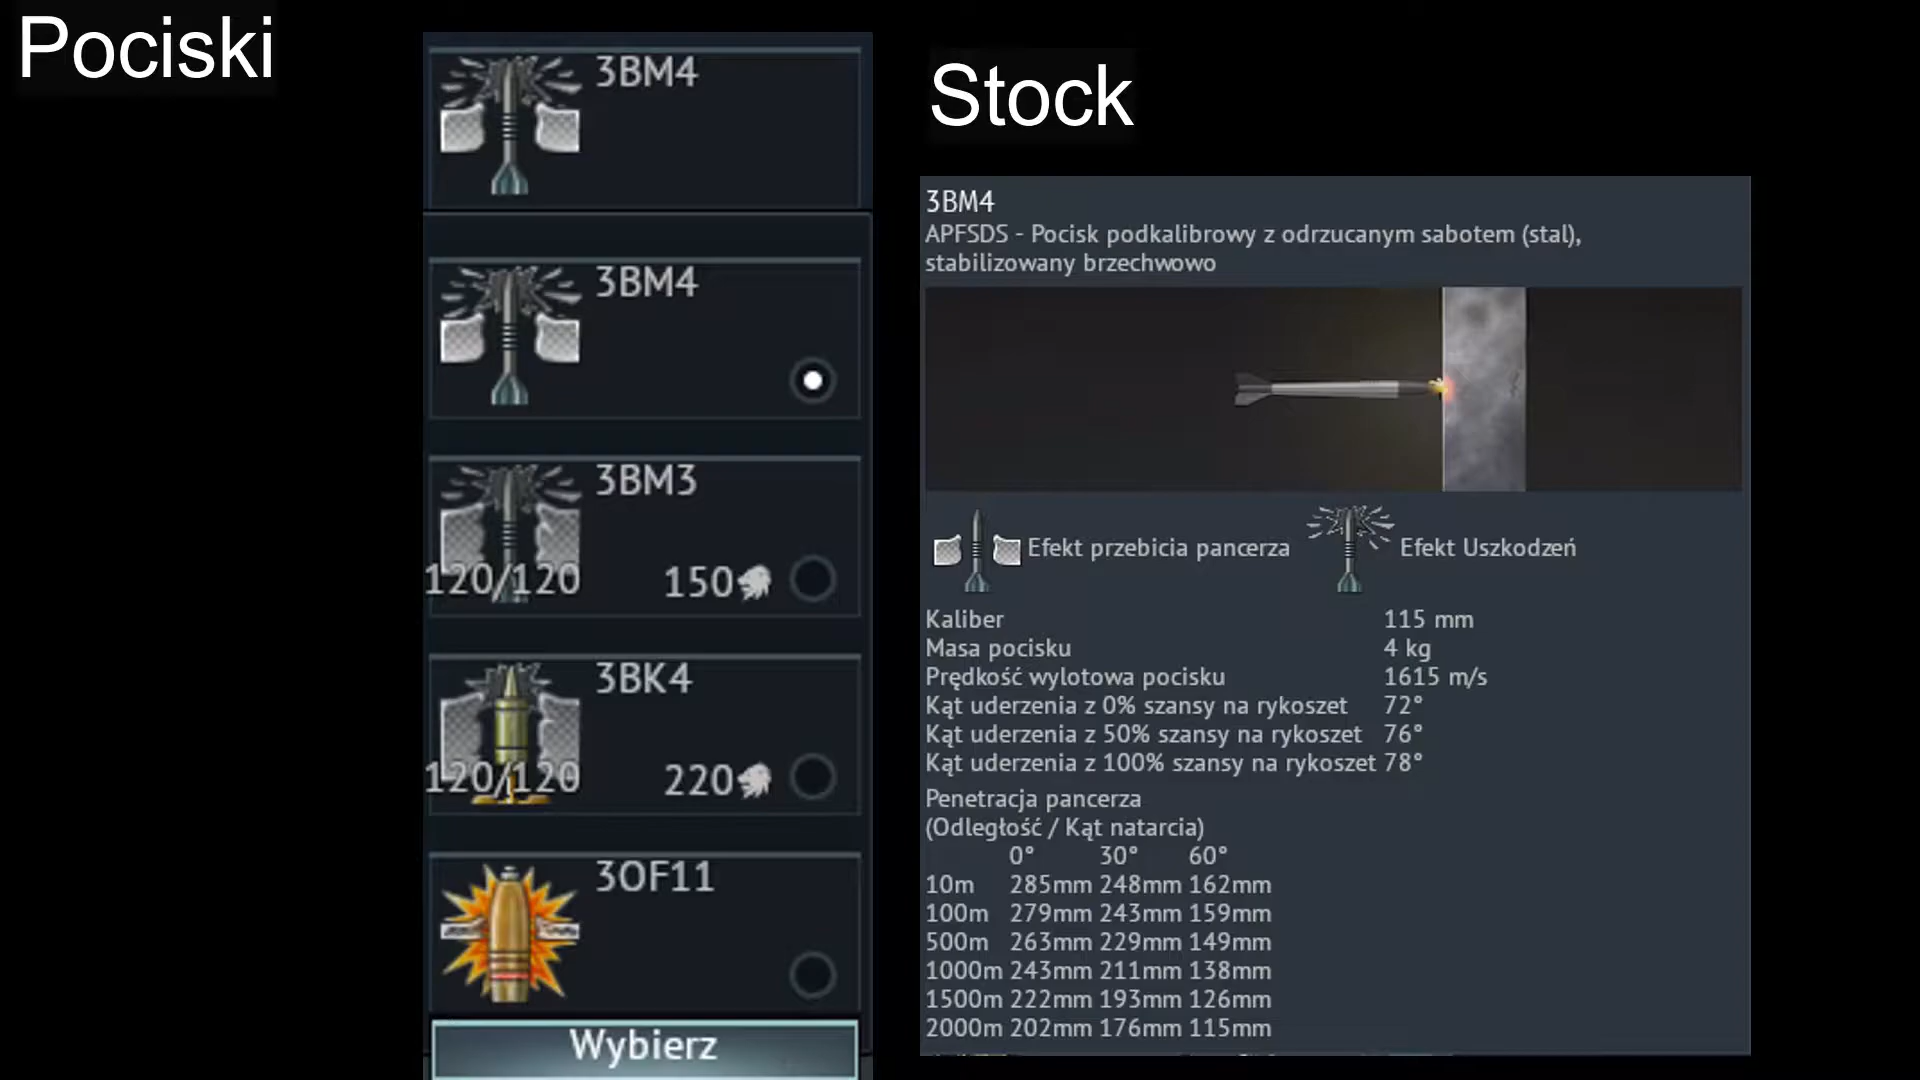 Pociski
3BM4
3BM4
3BM3
120/120 150
3BK4
120/120 220
3OF11
Wybierz
Stock
3BM4
APFSDS - Pocisk podkalibrowy z odrzucanym sabotem (stal),
stabilizowany brzechwowo
Efekt przebicia pancerza Efekt Uszkodzeń
Kaliber 115 mm
Masa pocisku 4 kg
Prędkość wylotowa pocisku 1615 m/s
Kąt uderzenia z 0% szansy na rykoszet 72°
Kąt uderzenia z 50% szansy na rykoszet 76°
Kąt uderzenia z 100% szansy na rykoszet 78°
Penetracja pancerza
(Odległość / Kąt natarcia)
0° 30° 60°
10m 285mm 248mm 162mm
100m 279mm 243mm 159mm
500m 263mm 229mm 149mm
1000m 243mm 211mm 138mm
1500m 222mm 193mm 126mm
2000m 202mm 176mm 115mm